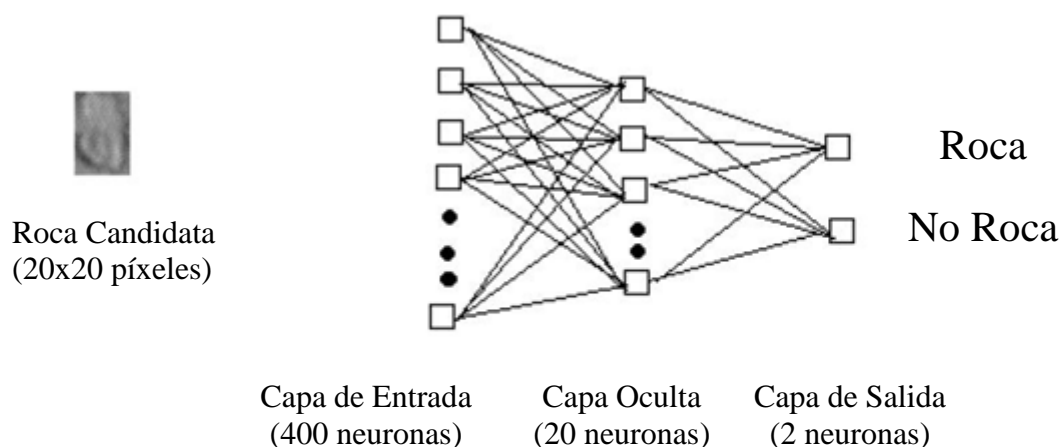 Roca
No Roca
Roca Candidata
(20x20 píxeles)
Capa de Entrada
(400 neuronas)
Capa Oculta
(20 neuronas)
Capa de Salida
(2 neuronas)